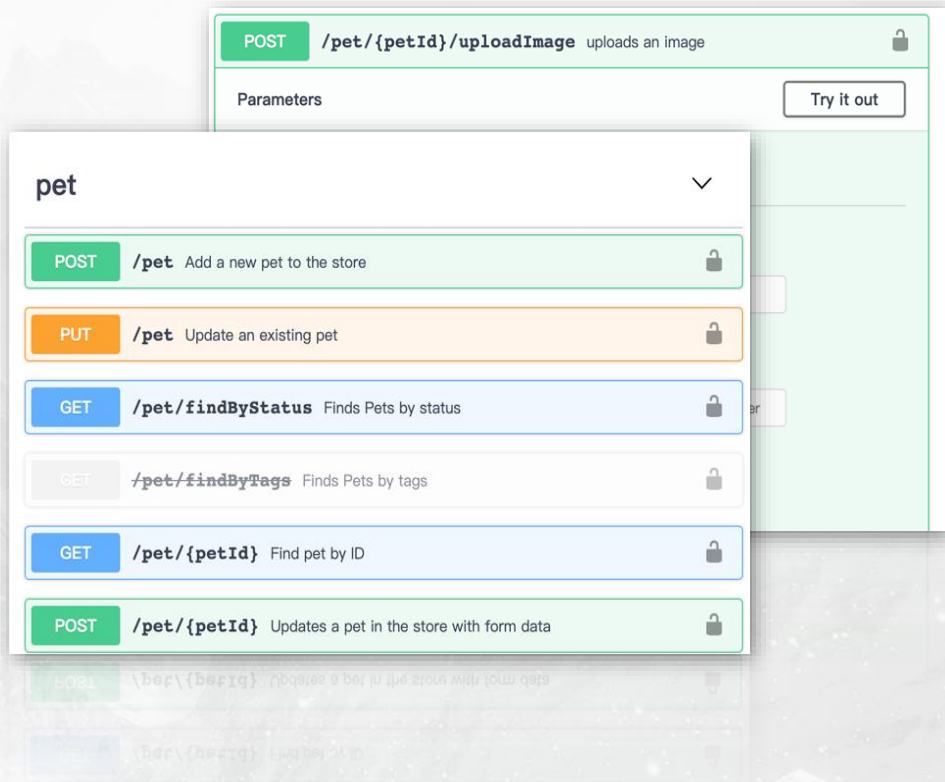 POST /pet/{petId}/uploadImage uploads an image
Parameters
Try it out
pet
POST /pet Add a new pet to the store
PUT /pet Update an existing pet
GET /pet/findByStatus Finds Pets by status
GET /pet/findByTags Finds Pets by tags
GET /pet/{petId} Find pet by ID
POST /pet/{petId} Updates a pet in the store with form data